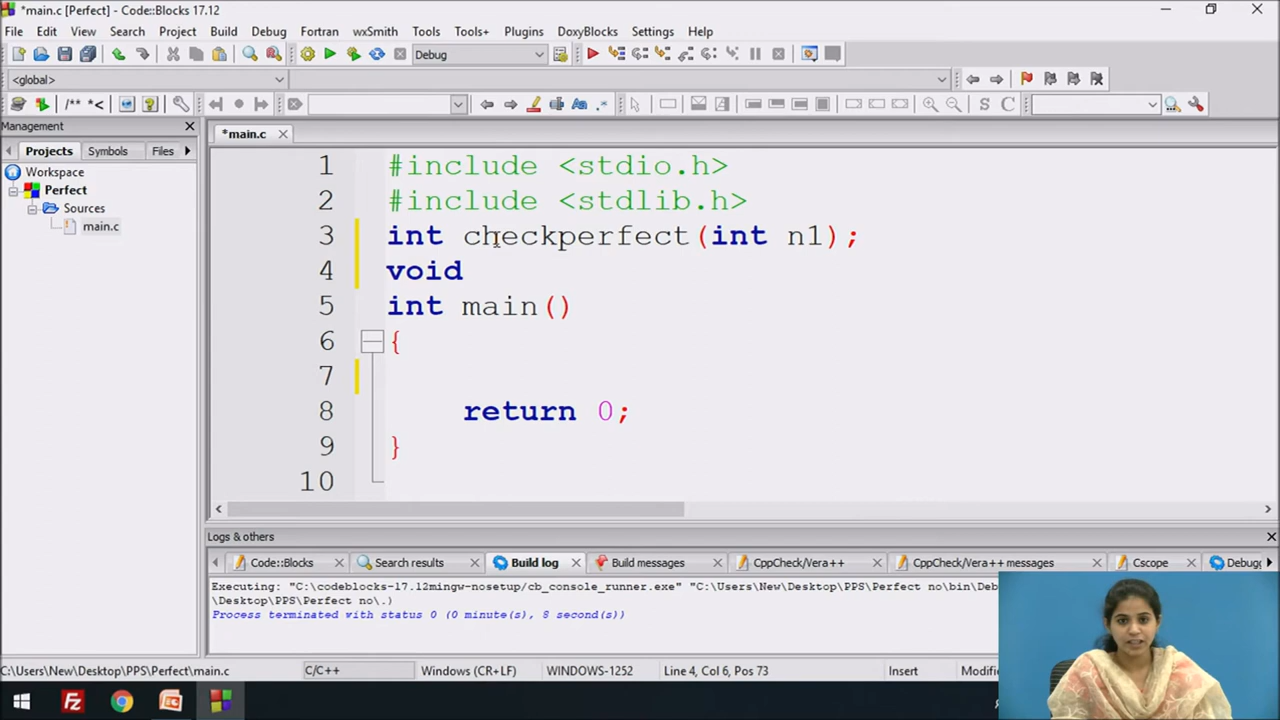 *main.c [Perfect] - Code::Blocks 17.12
File Edit View Search Project Build Debug Fortran wxSmith Tools Tools+ Plugins DoxyBlocks Settings Help
Debug
<global>
/** *< Aa .* S C
Management
*main.c
Projects Symbols Files
Workspace
Perfect
Sources
main.c
1 #include <stdio.h>
2 #include <stdlib.h>
3 int checkperfect(int n1);
4 void
5 int main()
6 {
7
8 return 0;
9 }
10
Logs & others
Code::Blocks Search results Build log Build messages CppCheck/Vera++ CppCheck/Vera++ messages Cscope Debugg
Executing: "C:\codeblocks-17.12mingw-nosetup/cb_console_runner.exe" "C:\Users\New\Desktop\PPS\Perfect no\bin\Deb
\Desktop\PPS\Perfect no\.)
Process terminated with status 0 (0 minute(s), 8 second(s))
C:\Users\New\Desktop\PPS\Perfect\main.c C/C++ Windows (CR+LF) WINDOWS-1252 Line 4, Col 6, Pos 73 Insert Modifi
Fz